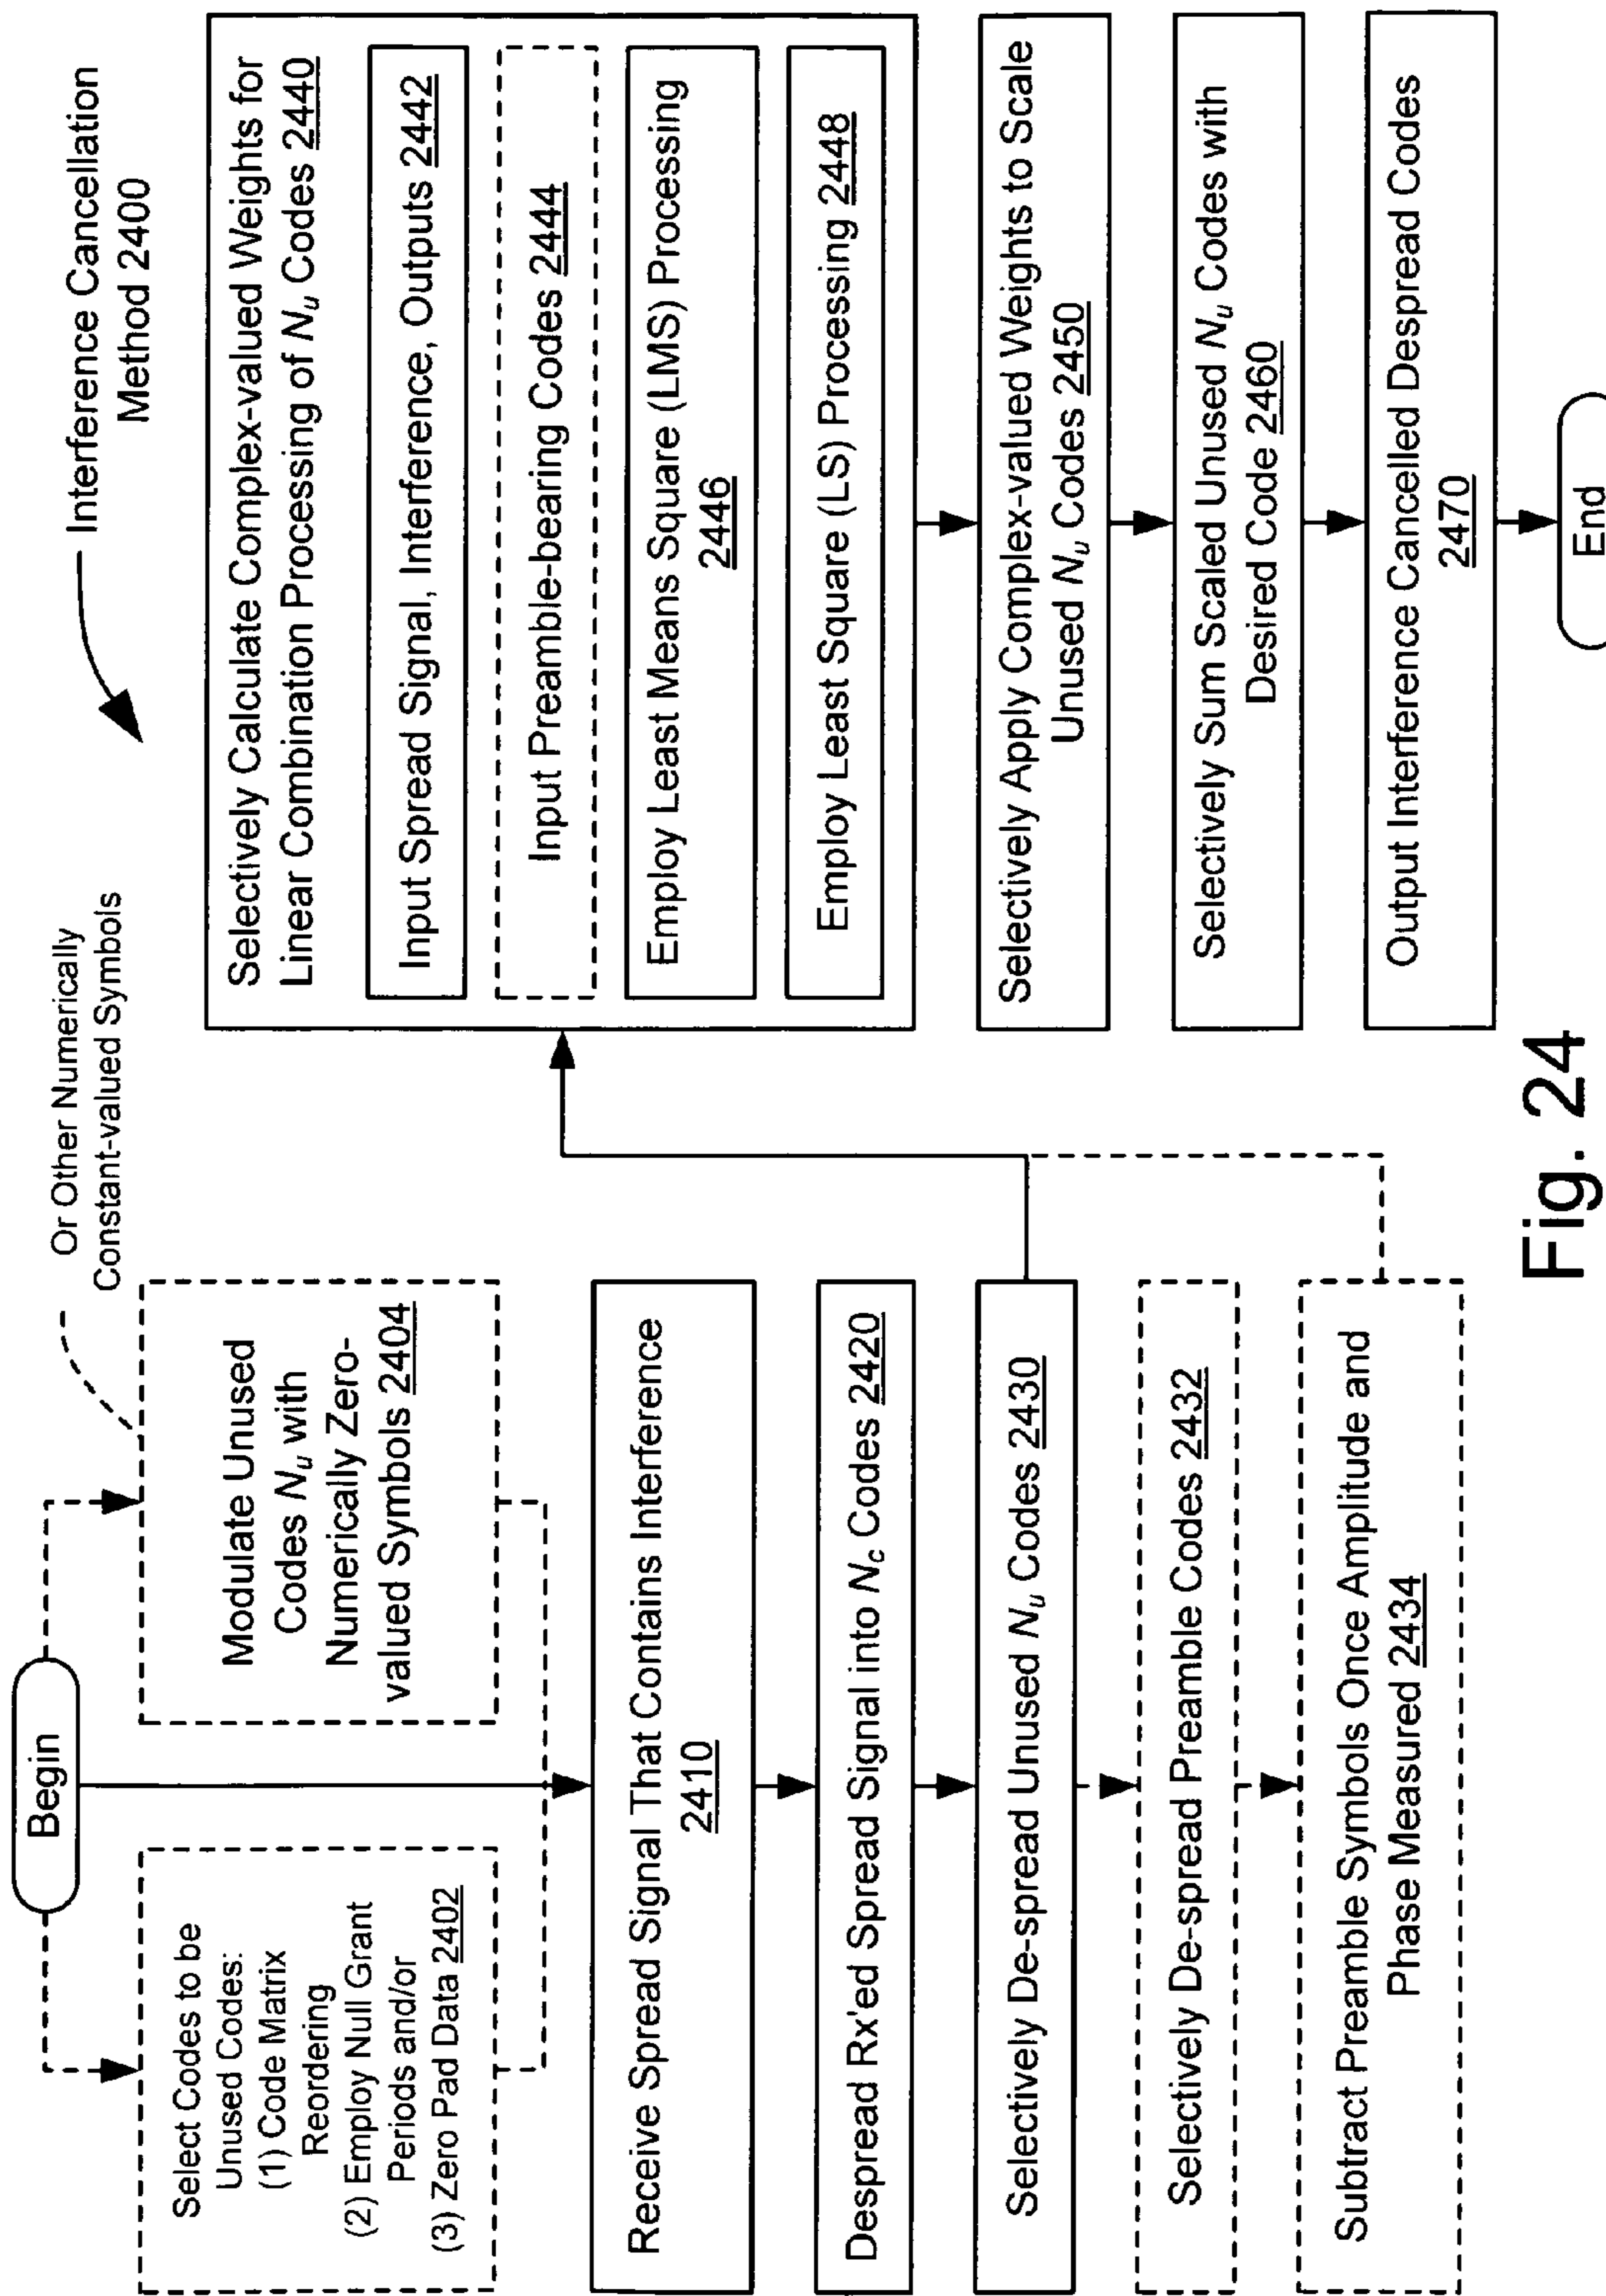 Interference Cancellation
Method 2400
Begin
Or Other Numerically
Constant-valued Symbols
Select Codes to be
Unused Codes:
(1) Code Matrix
Reordering
(2) Employ Null Grant
Periods and/or
(3) Zero Pad Data 2402
Modulate Unused
Codes Nu with
Numerically Zero-
valued Symbols 2404
Receive Spread Signal That Contains Interference
2410
Despread Rx'ed Spread Signal into Nc Codes 2420
Selectively De-spread Unused Nu Codes 2430
Selectively De-spread Preamble Codes 2432
Subtract Preamble Symbols Once Amplitude and
Phase Measured 2434
Selectively Calculate Complex-valued Weights for
Linear Combination Processing of Nu Codes 2440
Input Spread Signal, Interference, Outputs 2442
Input Preamble-bearing Codes 2444
Employ Least Means Square (LMS) Processing
2446
Employ Least Square (LS) Processing 2448
Selectively Apply Complex-valued Weights to Scale
Unused Nu Codes 2450
Selectively Sum Scaled Unused Nu Codes with
Desired Code 2460
Output Interference Cancelled Despread Codes
2470
End
Fig. 24